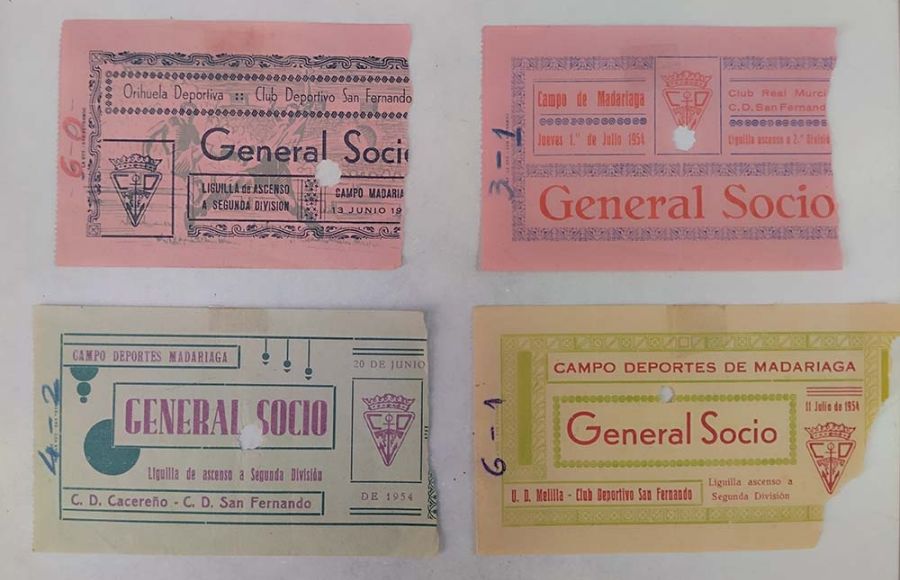 6-0
Orihuela Deportiva :: Club Deportivo San Fernando
General Socio
LIGUILLA de ASCENSO
A SEGUNDA DIVISION
CAMPO MADARIA
13 JUNIO 19
3-1
Campo de Madariaga
Jueves 1.º de Julio 1954
Club Real Murci
C. D. San Fernand
Liguilla ascenso a 2.ª Divisió
General Socio
4-2
CAMPO DEPORTES MADARIAGA
20 DE JUNIO
GENERAL SOCIO
Liguilla de ascenso a Segunda División
C. D. Cacereño - C. D. San Fernando
DE 1954
6-1
CAMPO DEPORTES DE MADARIAGA
11 Julio de 1954
General Socio
U. D. Melilla - Club Deportivo San Fernando
Liguilla ascenso a
Segunda División